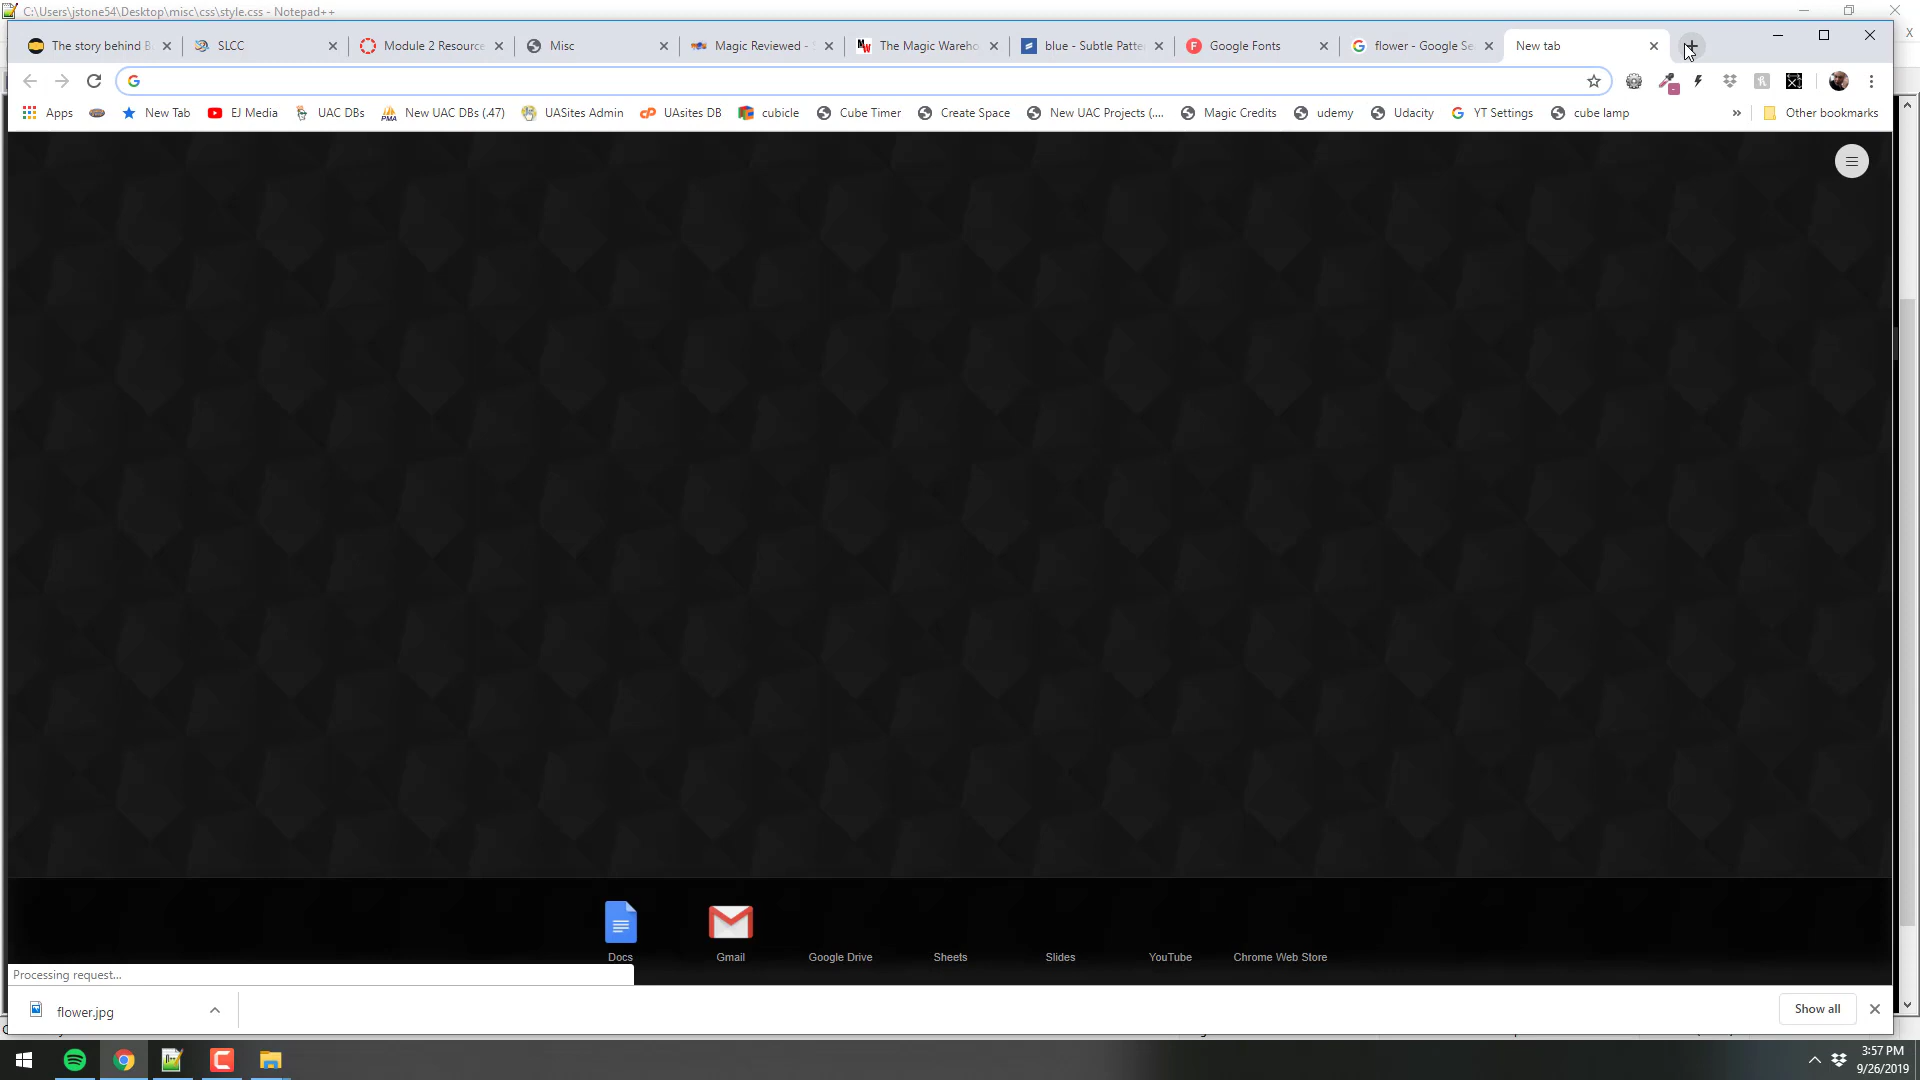 C:\Users\jstone54\Desktop\misc\css\style.css - Notepad++
The story behind B
SLCC
Module 2 Resource
Misc
Magic Reviewed -
The Magic Wareho
blue - Subtle Patte
Google Fonts
flower - Google Se
New tab
Apps
New Tab
EJ Media
UAC DBs
New UAC DBs (.47)
UASites Admin
UAsites DB
cubicle
Cube Timer
Create Space
New UAC Projects (....
Magic Credits
udemy
Udacity
YT Settings
cube lamp
»
Other bookmarks
Docs
Gmail
Google Drive
Sheets
Slides
YouTube
Chrome Web Store
Processing request...
flower.jpg
Show all
3:57 PM
9/26/2019